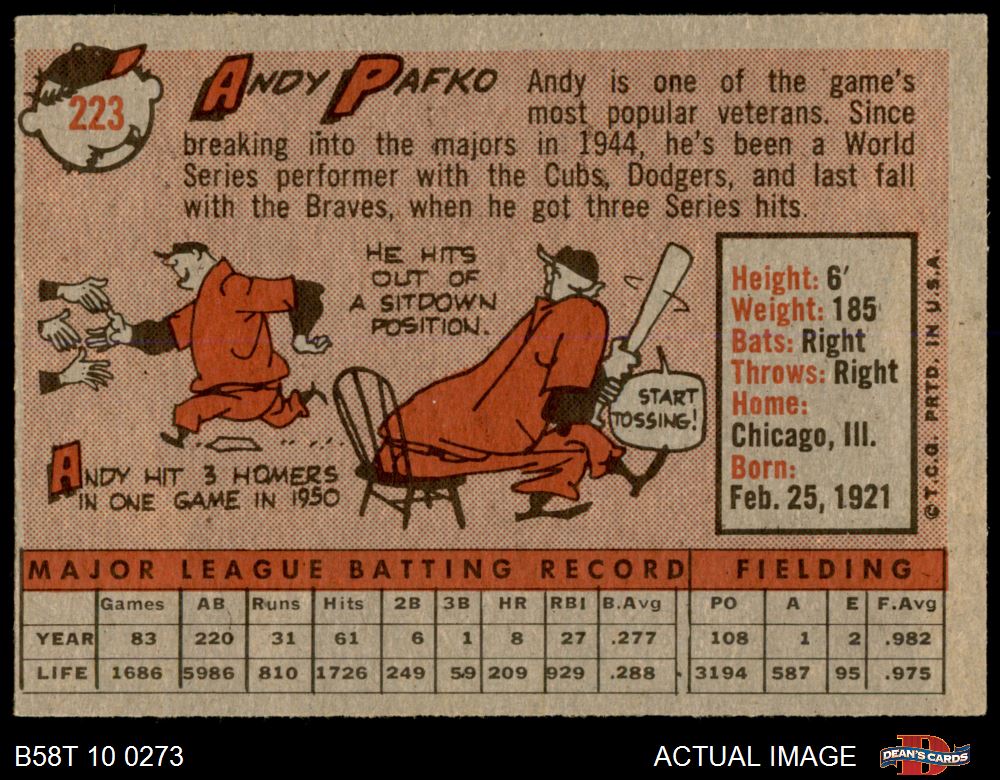 223
ANDY PAFKO
Andy is one of the game's
most popular veterans. Since
breaking into the majors in 1944, he's been a World
Series performer with the Cubs, Dodgers, and last fall
with the Braves, when he got three Series hits.
HE HITS
OUT OF
A SITDOWN
POSITION.
START
TOSSING!
ANDY HIT 3 HOMERS
IN ONE GAME IN 1950
Height: 6'
Weight: 185
Bats: Right
Throws: Right
Home:
Chicago, Ill.
Born:
Feb. 25, 1921
©T.C.G. PRTD. IN U.S.A.
MAJOR LEAGUE BATTING RECORD FIELDING
Games AB Runs Hits 2B 3B HR RBI B.Avg PO A E F.Avg
YEAR 83 220 31 61 6 1 8 27 .277 108 1 2 .982
LIFE 1686 5986 810 1726 249 59 209 929 .288 3194 587 95 .975
B58T 10 0273 ACTUAL IMAGE DEAN'S CARDS